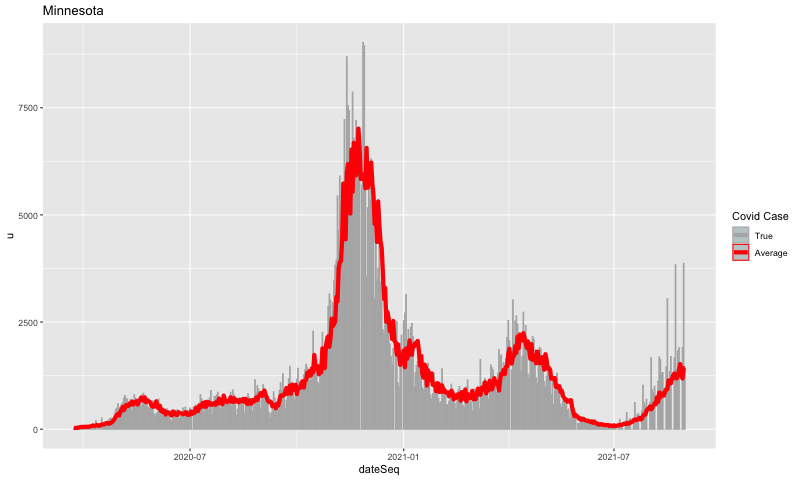 Minnesota
7500
5000
2500
0
u
2020-07
2021-01
2021-07
dateSeq
Covid Case
True
Average